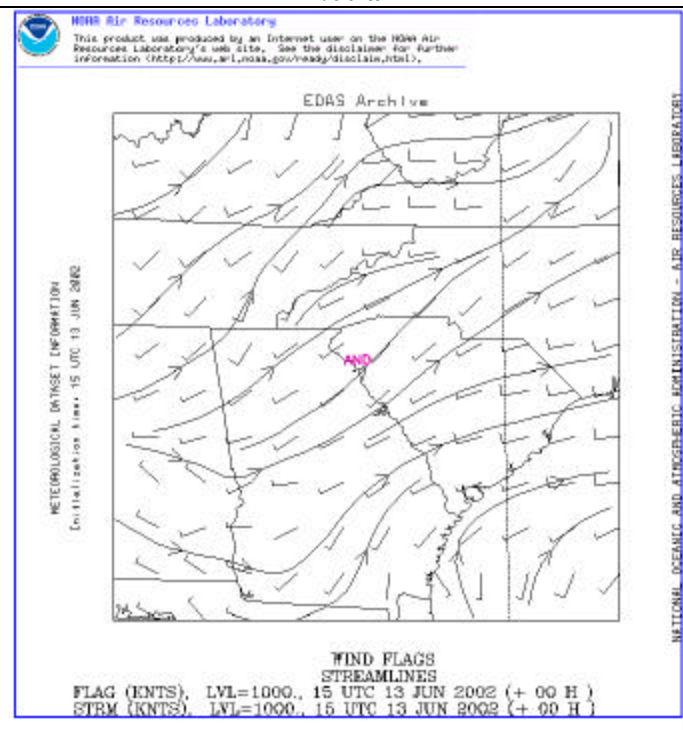 NOAA Air Resources Laboratory
This product was produced by an Internet user on the NOAA Air
Resources Laboratory's web site. See the disclaimer for further
information (http://www.arl.noaa.gov/ready/disclaim.html).
EDAS Archive
METEOROLOGICAL DATASET INFORMATION
Initialization time: 15 UTC 13 JUN 2002
AND
NATIONAL OCEANIC AND ATMOSPHERIC ADMINISTRATION - AIR RESOURCES LABORATORY
WIND FLAGS
STREAMLINES
FLAG (KNTS), LVL=1000., 15 UTC 13 JUN 2002 (+ 00 H )
STRM (KNTS), LVL=1000., 15 UTC 13 JUN 2002 (+ 00 H )